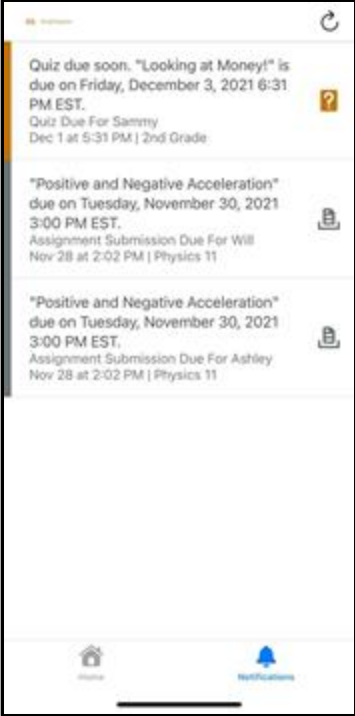 Quiz due soon. "Looking at Money!" is
due on Friday, December 3, 2021 6:31
PM EST.
Quiz Due For Sammy
Dec 1 at 5:31 PM | 2nd Grade
"Positive and Negative Acceleration"
due on Tuesday, November 30, 2021
3:00 PM EST.
Assignment Submission Due For Will
Nov 28 at 2:02 PM | Physics 11
"Positive and Negative Acceleration"
due on Tuesday, November 30, 2021
3:00 PM EST.
Assignment Submission Due For Ashley
Nov 28 at 2:02 PM | Physics 11
Home
Notifications